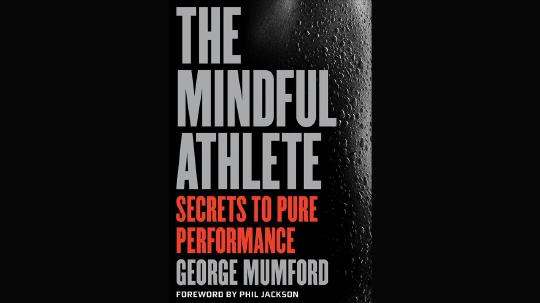 THE
MINDFUL
ATHLETE
SECRETS TO PURE
PERFORMANCE
GEORGE MUMFORD
FOREWORD BY PHIL JACKSON